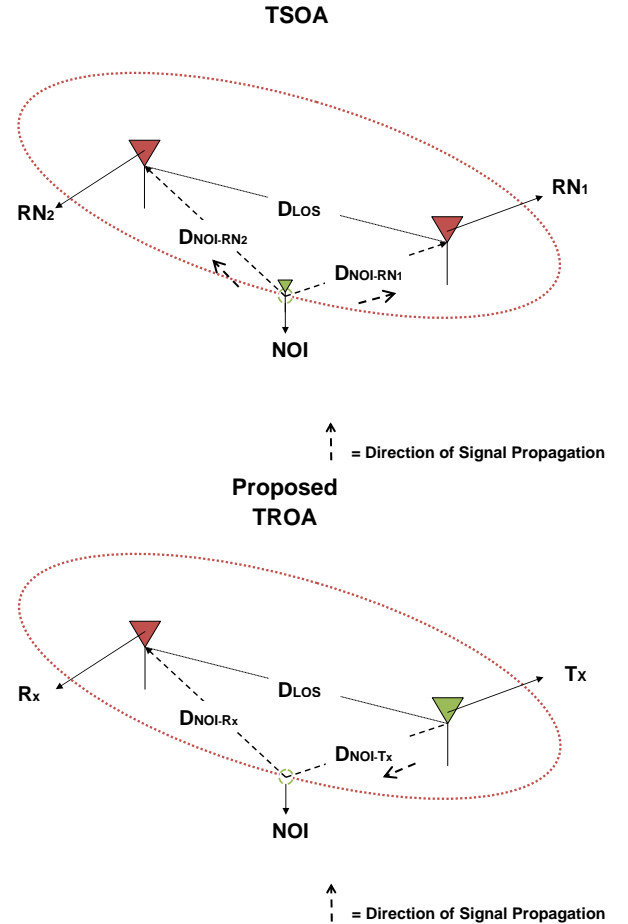 TSOA
RN1
RN2
DLOS
DNOI-RN2
DNOI-RN1
NOI
= Direction of Signal Propagation
Proposed
TROA
Tx
Rx
DLOS
DNOI-Rx
DNOI-Tx
NOI
= Direction of Signal Propagation